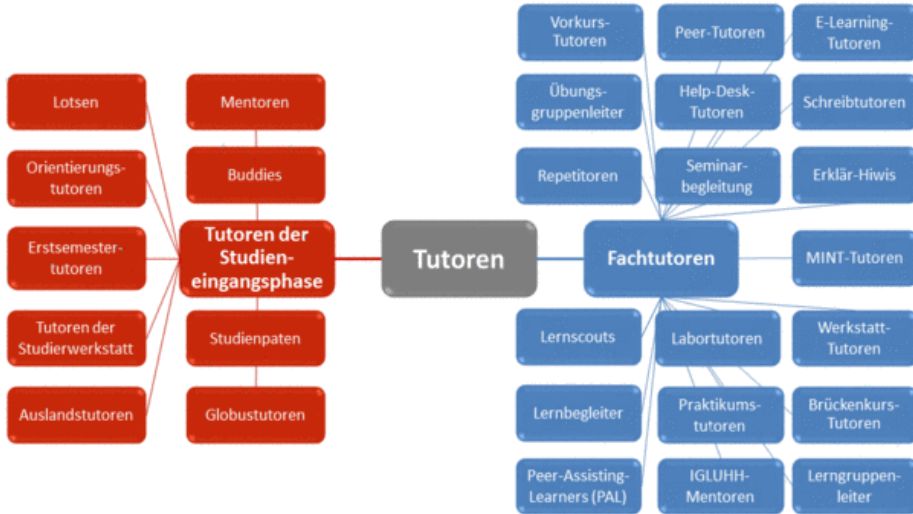 Lotsen
Mentoren
Orientierungs-
tutoren
Buddies
Erstsemester-
tutoren
Tutoren der
Studien-
eingangsphase
Tutoren der
Studierwerkstatt
Studienpaten
Auslandstutoren
Globustutoren
Tutoren
Fachtutoren
Vorkurs-
Tutoren
Peer-Tutoren
E-Learning-
Tutoren
Übungs-
gruppenleiter
Help-Desk-
Tutoren
Schreibtutoren
Repetitoren
Seminar-
begleitung
Erklär-Hiwis
MINT-Tutoren
Lernscouts
Labortutoren
Werkstatt-
Tutoren
Lernbegleiter
Praktikums-
tutoren
Brückenkurs-
Tutoren
Peer-Assisting-
Learners (PAL)
IGLUHH-
Mentoren
Lerngruppen-
leiter